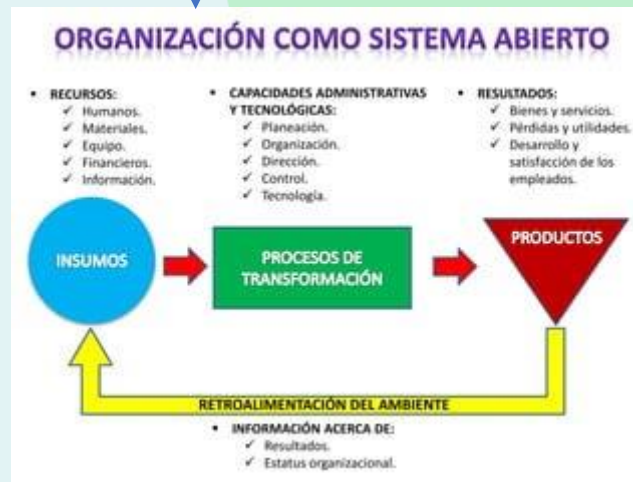 ORGANIZACIÓN COMO SISTEMA ABIERTO
• RECURSOS:
✓ Humanos.
✓ Materiales.
✓ Equipo.
✓ Financieros.
✓ Información.
• CAPACIDADES ADMINISTRATIVAS
Y TECNOLÓGICAS:
✓ Planeación.
✓ Organización.
✓ Dirección.
✓ Control.
✓ Tecnología.
• RESULTADOS:
✓ Bienes y servicios.
✓ Pérdidas y utilidades.
✓ Desarrollo y
satisfacción de los
empleados.
INSUMOS
PROCESOS DE
TRANSFORMACIÓN
PRODUCTOS
RETROALIMENTACIÓN DEL AMBIENTE
• INFORMACIÓN ACERCA DE:
✓ Resultados.
✓ Estatus organizacional.